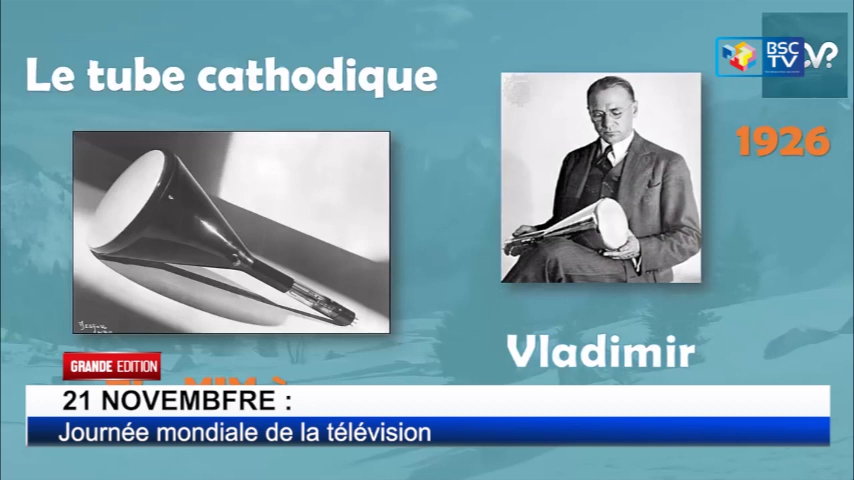 BSC
TV
V?
Le tube cathodique
1926
Vladimir
GRANDE EDITION
21 NOVEMBFRE :
Journée mondiale de la télévision